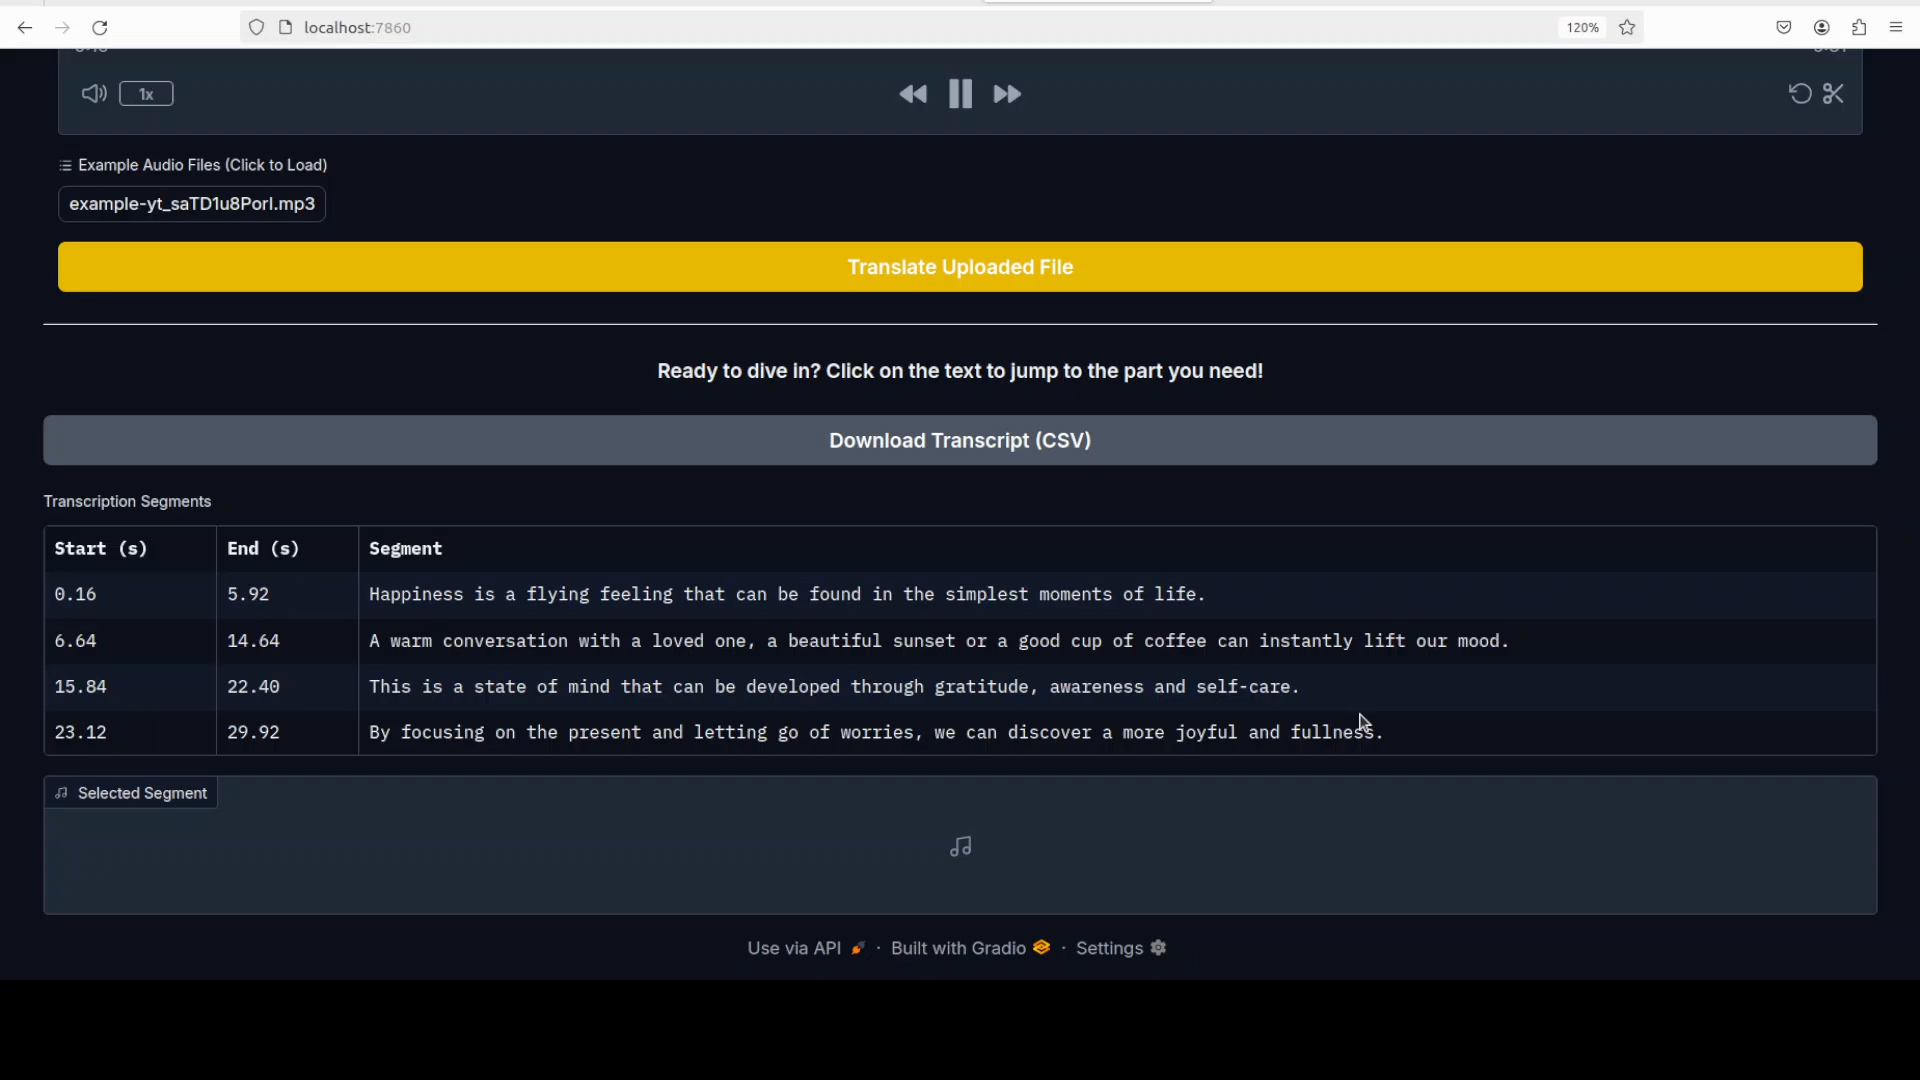 localhost:7860
120%
1x
Example Audio Files (Click to Load)
example-yt_saTD1u8PorI.mp3
Translate Uploaded File
Ready to dive in? Click on the text to jump to the part you need!
Download Transcript (CSV)
Transcription Segments
Start (s) End (s) Segment
0.16 5.92 Happiness is a flying feeling that can be found in the simplest moments of life.
6.64 14.64 A warm conversation with a loved one, a beautiful sunset or a good cup of coffee can instantly lift our mood.
15.84 22.40 This is a state of mind that can be developed through gratitude, awareness and self-care.
23.12 29.92 By focusing on the present and letting go of worries, we can discover a more joyful and fullness.
Selected Segment
Use via API · Built with Gradio · Settings